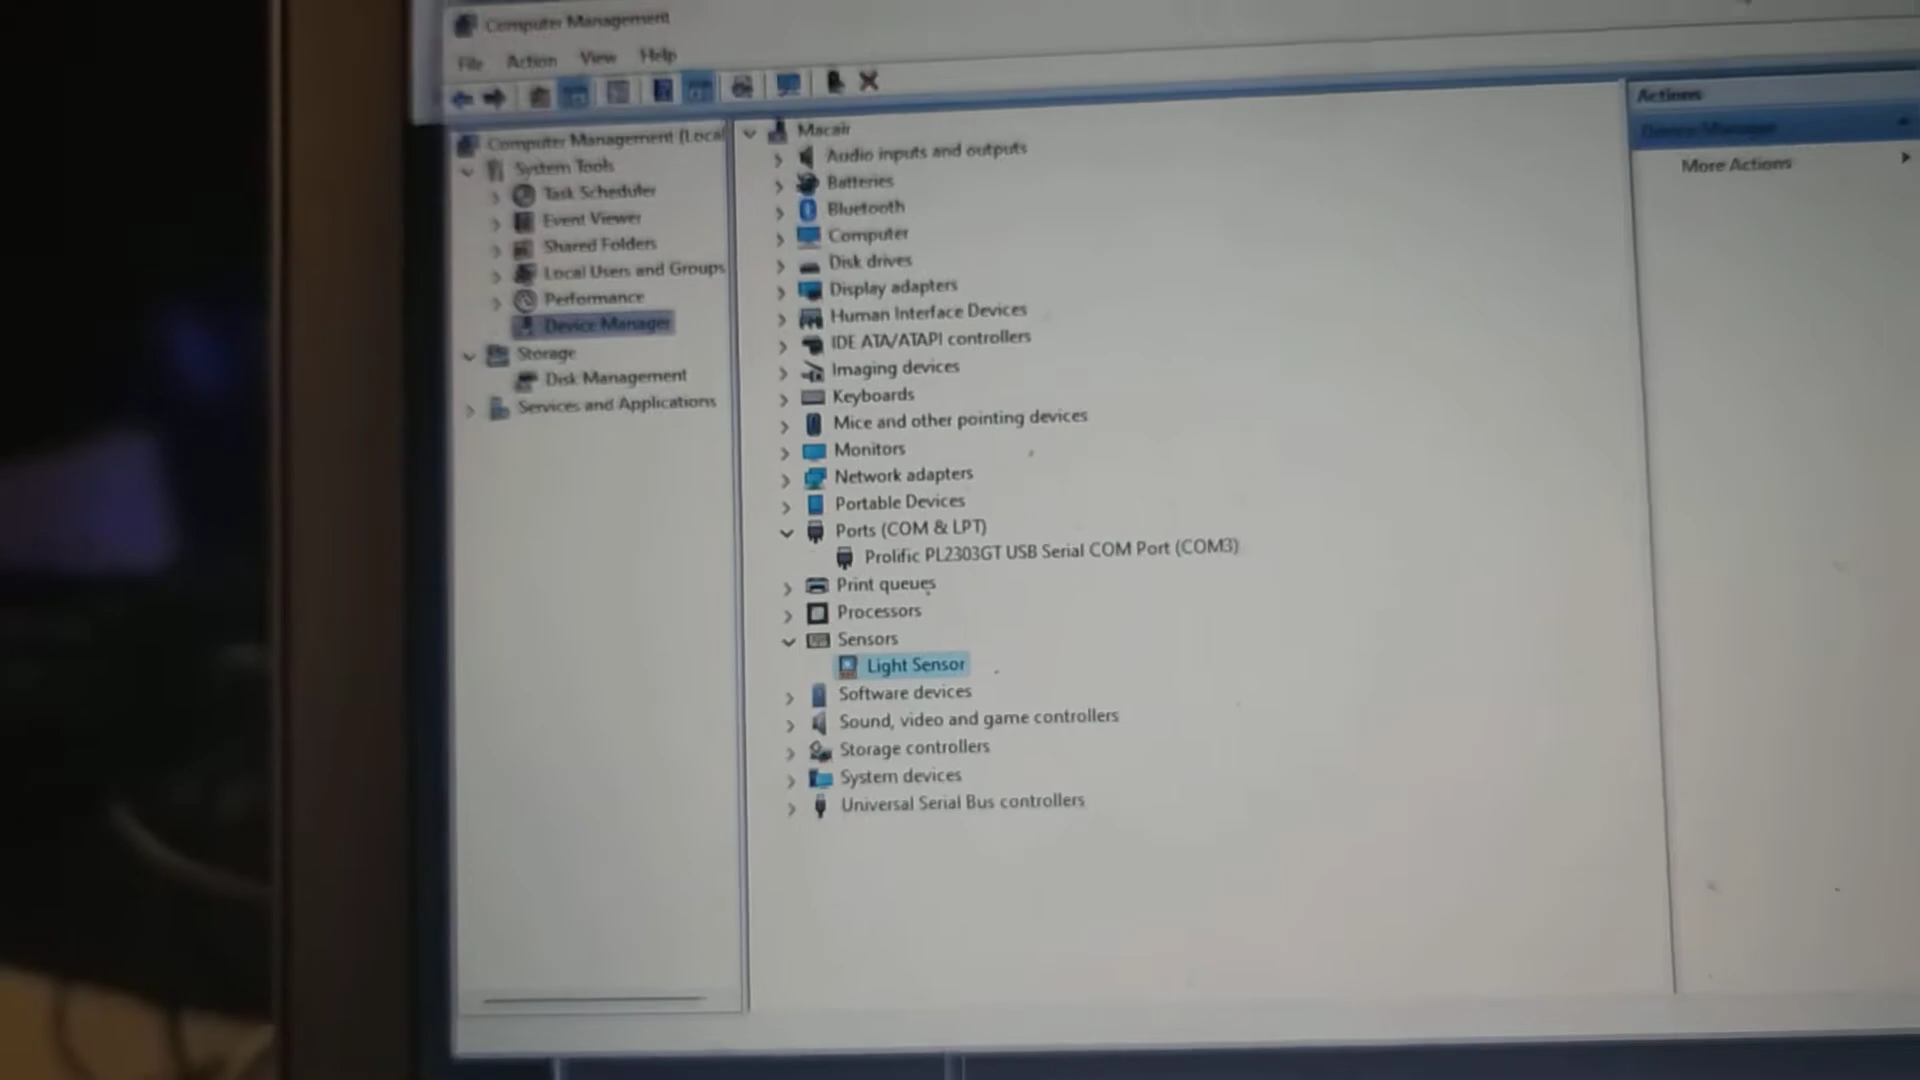 Computer Management
File Action View Help
Computer Management (Local
System Tools
Task Scheduler
Event Viewer
Shared Folders
Local Users and Groups
Performance
Device Manager
Storage
Disk Management
Services and Applications
Macair
Audio inputs and outputs
Batteries
Bluetooth
Computer
Disk drives
Display adapters
Human Interface Devices
IDE ATA/ATAPI controllers
Imaging devices
Keyboards
Mice and other pointing devices
Monitors
Network adapters
Portable Devices
Ports (COM & LPT)
Prolific PL2303GT USB Serial COM Port (COM3)
Print queues
Processors
Sensors
Light Sensor
Software devices
Sound, video and game controllers
Storage controllers
System devices
Universal Serial Bus controllers
Actions
Device Manager
More Actions